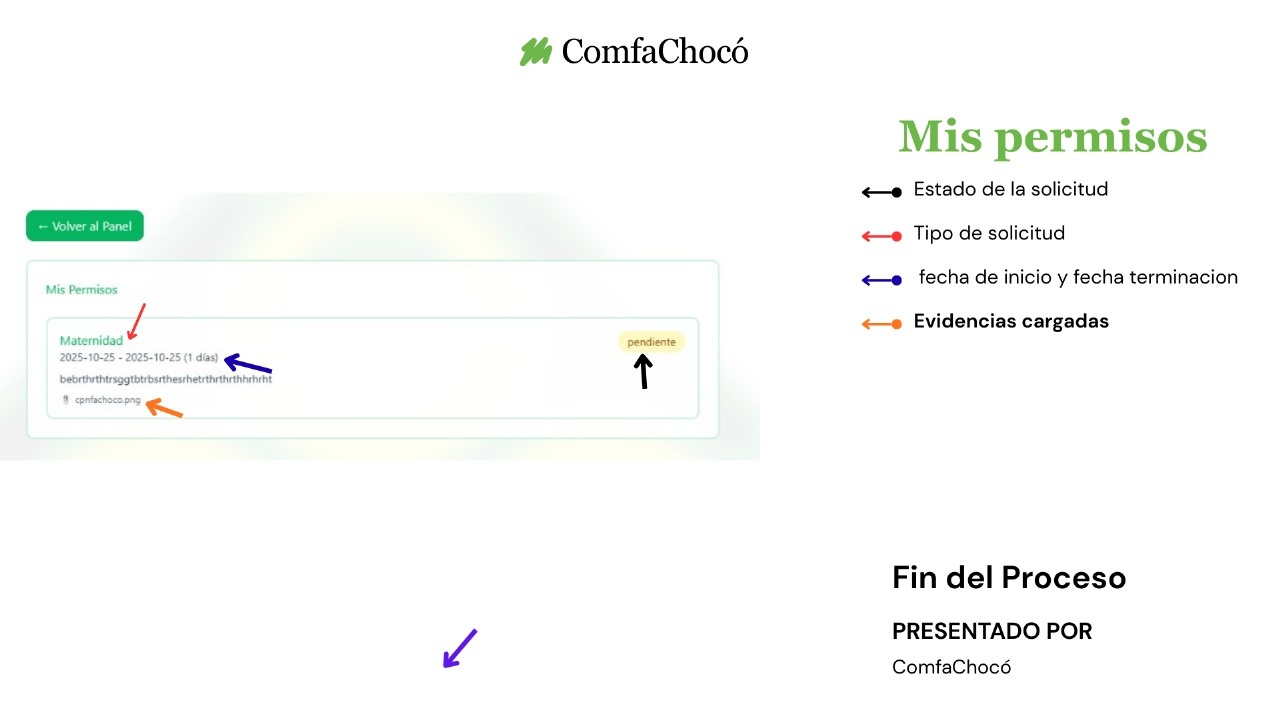 ComfaChocó
Mis permisos
Estado de la solicitud
Tipo de solicitud
fecha de inicio y fecha terminacion
Evidencias cargadas
← Volver al Panel
Mis Permisos
Maternidad
pendiente
2025-10-25 - 2025-10-25 (1 días)
bebrthrthtrsggtbtrbsrthesrhetrthrthrthhrhrht
cpnfachoco.png
Fin del Proceso
PRESENTADO POR
ComfaChocó